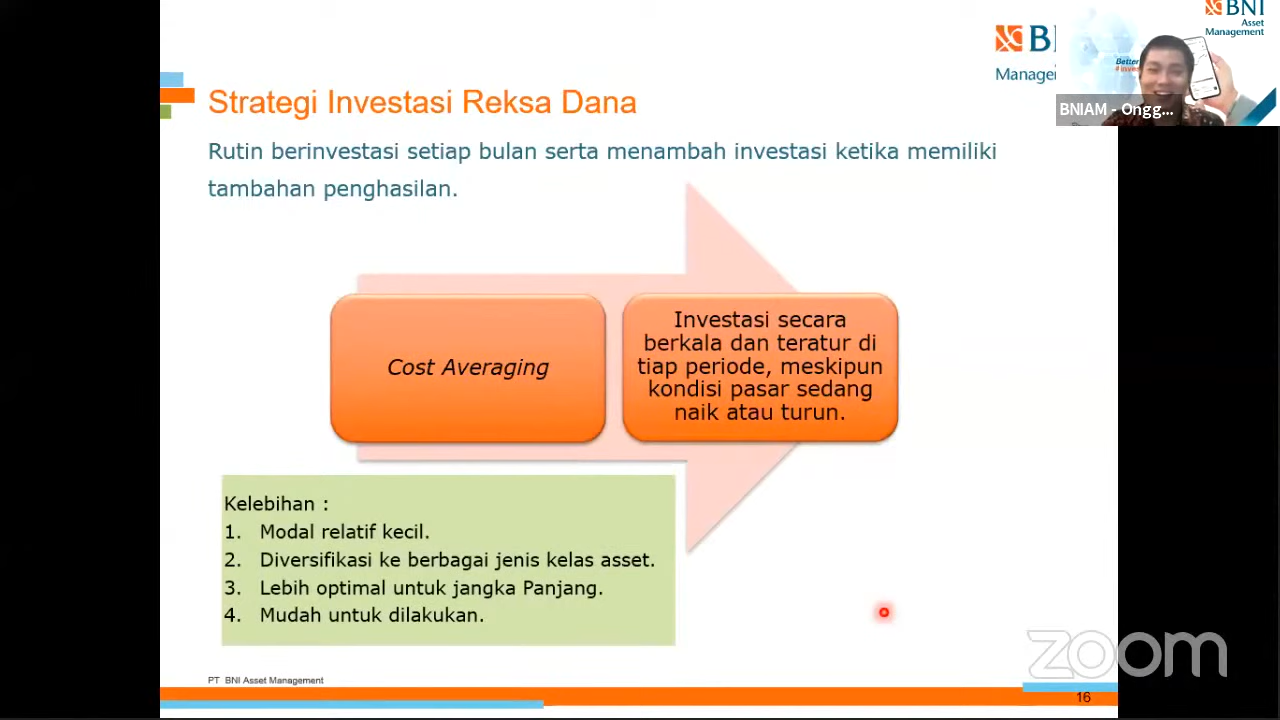 BNI
Asset
Management
Better
BNIAM - Ongg...
Strategi Investasi Reksa Dana
Rutin berinvestasi setiap bulan serta menambah investasi ketika memiliki
tambahan penghasilan.
Cost Averaging
Investasi secara
berkala dan teratur di
tiap periode, meskipun
kondisi pasar sedang
naik atau turun.
Kelebihan :
1. Modal relatif kecil.
2. Diversifikasi ke berbagai jenis kelas asset.
3. Lebih optimal untuk jangka Panjang.
4. Mudah untuk dilakukan.
zoom
PT BNI Asset Management
16